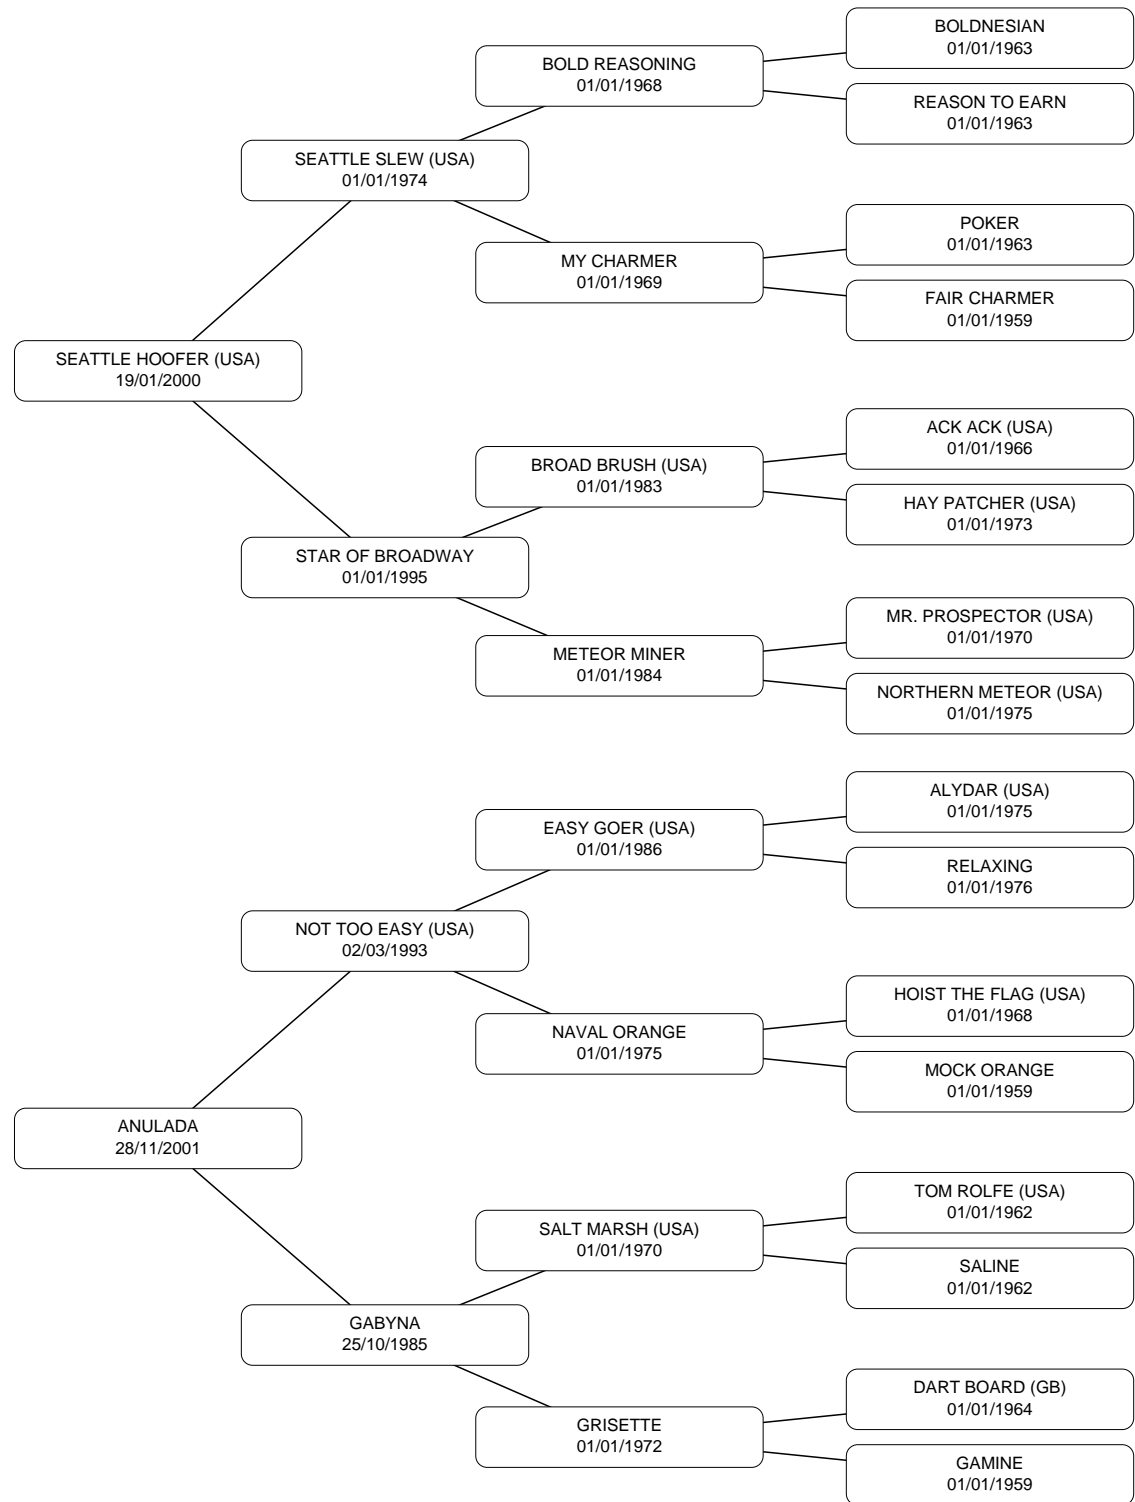 BOLDNESIAN
01/01/1963
BOLD REASONING
01/01/1968
REASON TO EARN
01/01/1963
SEATTLE SLEW (USA)
01/01/1974
POKER
01/01/1963
MY CHARMER
01/01/1969
FAIR CHARMER
01/01/1959
SEATTLE HOOFER (USA)
19/01/2000
ACK ACK (USA)
01/01/1966
BROAD BRUSH (USA)
01/01/1983
HAY PATCHER (USA)
01/01/1973
STAR OF BROADWAY
01/01/1995
MR. PROSPECTOR (USA)
01/01/1970
METEOR MINER
01/01/1984
NORTHERN METEOR (USA)
01/01/1975
ALYDAR (USA)
01/01/1975
EASY GOER (USA)
01/01/1986
RELAXING
01/01/1976
NOT TOO EASY (USA)
02/03/1993
HOIST THE FLAG (USA)
01/01/1968
NAVAL ORANGE
01/01/1975
MOCK ORANGE
01/01/1959
ANULADA
28/11/2001
TOM ROLFE (USA)
01/01/1962
SALT MARSH (USA)
01/01/1970
SALINE
01/01/1962
GABYNA
25/10/1985
DART BOARD (GB)
01/01/1964
GRISETTE
01/01/1972
GAMINE
01/01/1959